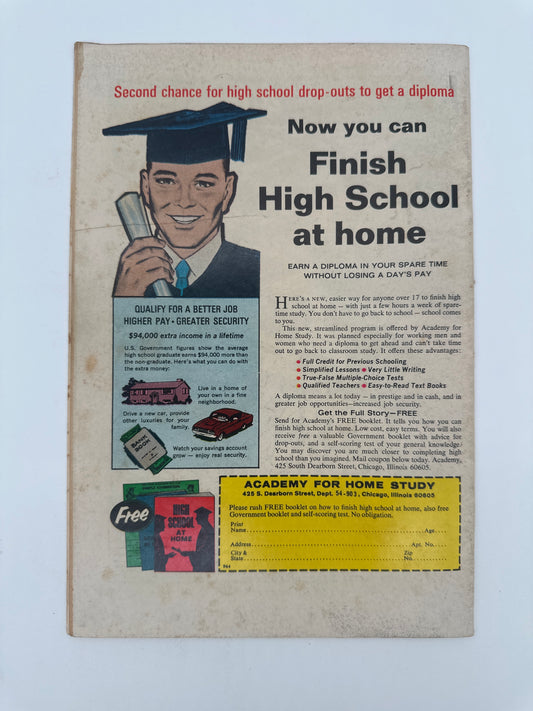 Second chance for high school drop-outs to get a diploma
Now you can
Finish
High School
at home
EARN A DIPLOMA IN YOUR SPARE TIME
WITHOUT LOSING A DAY'S PAY
HERE'S A NEW, easier way for anyone over 17 to finish high
school at home — with just a few hours a week of spare-
time study. You don't have to go back to school — school comes
to you.
This new, streamlined program is offered by Academy for
Home Study. It was planned especially for working men and
women who need a diploma to get ahead and can't take time
out to go back to classroom study. It offers these advantages:
• Full Credit for Previous Schooling
• Simplified Lessons • Very Little Writing
• True-False Multiple-Choice Tests
• Qualified Teachers • Easy-to-Read Text Books
A diploma means a lot today — in prestige and in cash, and in
greater job opportunities—increased job security.
Get the Full Story—FREE
Send for Academy's FREE booklet. It tells you how you can
finish high school at home. Low cost, easy terms. You will also
receive free a valuable Government booklet with advice for
drop-outs, and a self-scoring test of your general knowledge.
You may discover you are much closer to completing high
school than you imagined. Mail coupon below today. Academy,
425 South Dearborn Street, Chicago, Illinois 60605.
QUALIFY FOR A BETTER JOB
HIGHER PAY - GREATER SECURITY
$94,000 extra income in a lifetime
U.S. Government figures show the average
high school graduate earns $94,000 more than
the non-graduate. Here's what you can do with
the extra money:
Live in a home of
your own in a fine
neighborhood.
Drive a new car, provide
other luxuries for your
family.
BANK
BOOK
Watch your savings account
grow — enjoy real security.
Free
HIGH
SCHOOL
AT
HOME
ACADEMY FOR HOME STUDY
425 S. Dearborn Street, Dept. 54-903, Chicago, Illinois 60605
Please rush FREE booklet on how to finish high school at home, also free
Government booklet and self-scoring test. No obligation.
Print
Name Age
Address Apt. No.
City & Zip
State No.
964